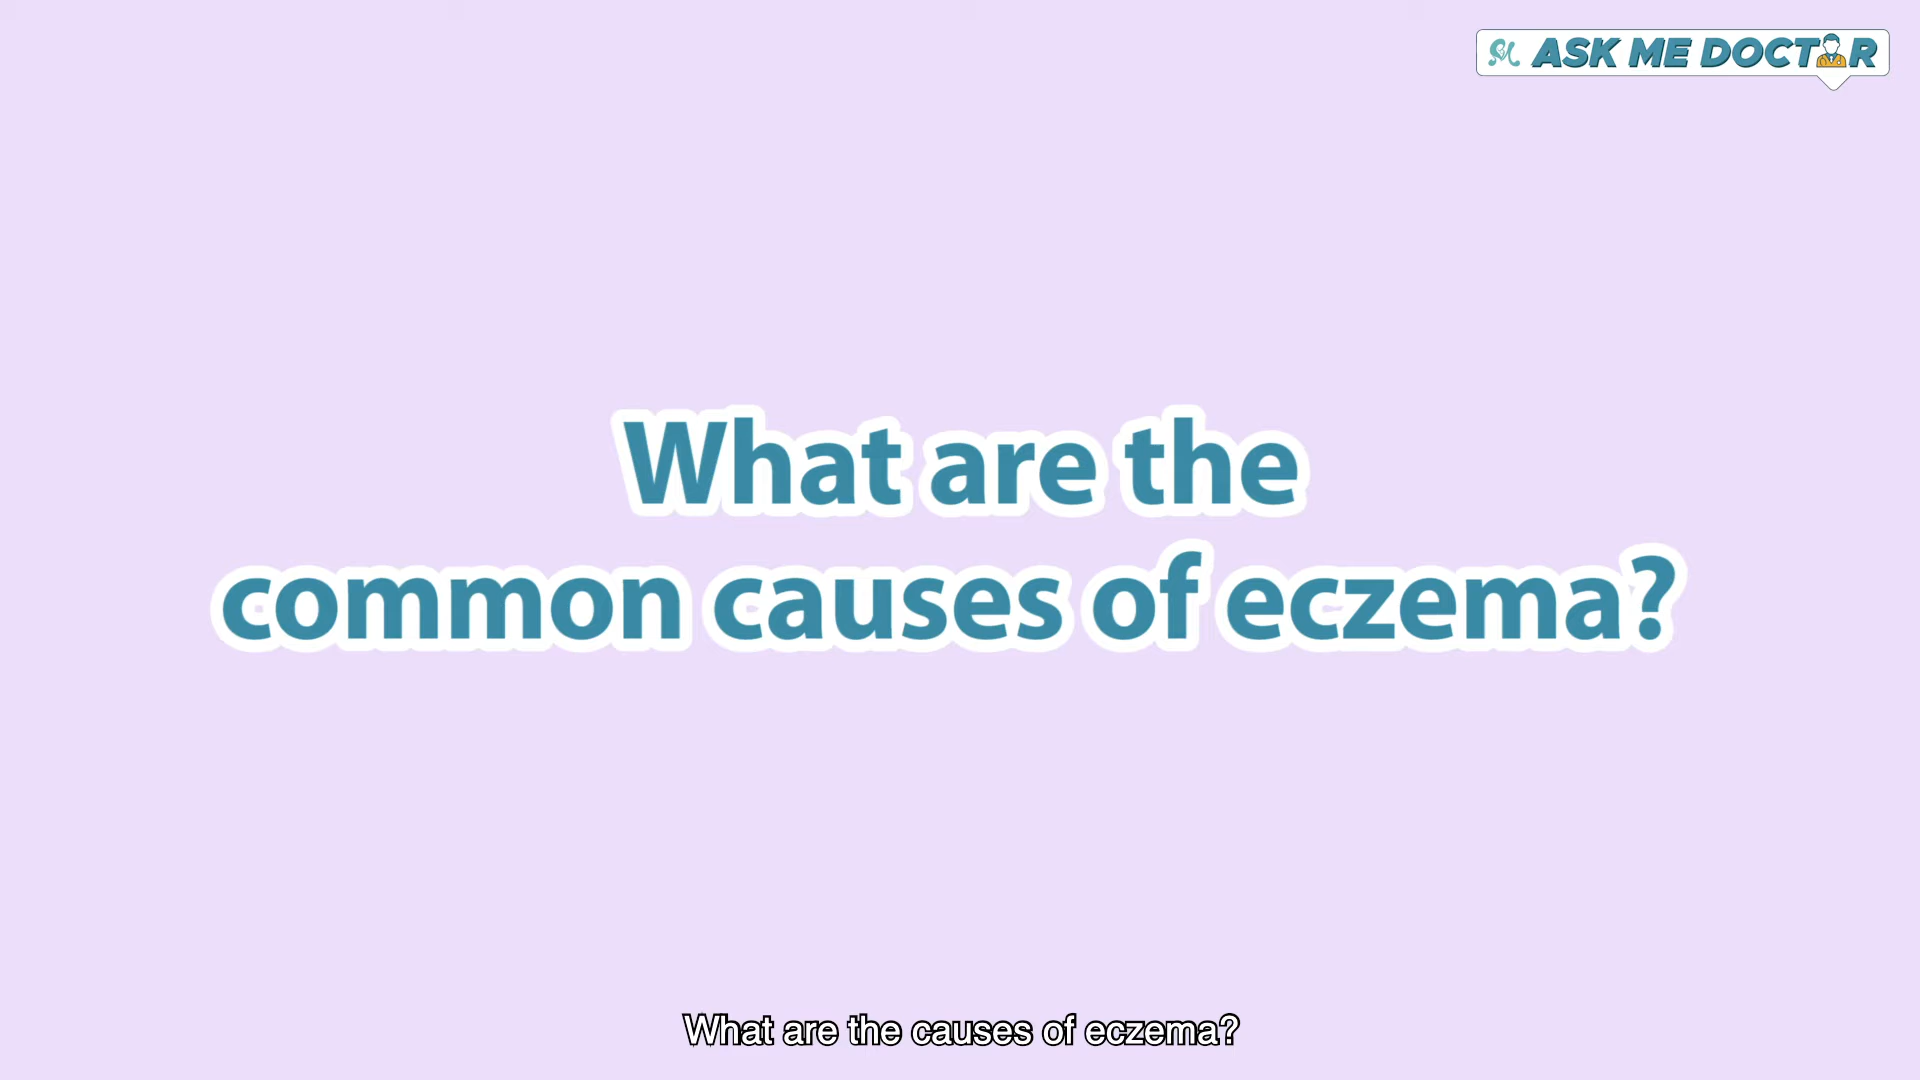 ASK ME DOCTOR
What are the
common causes of eczema?
What are the causes of eczema?